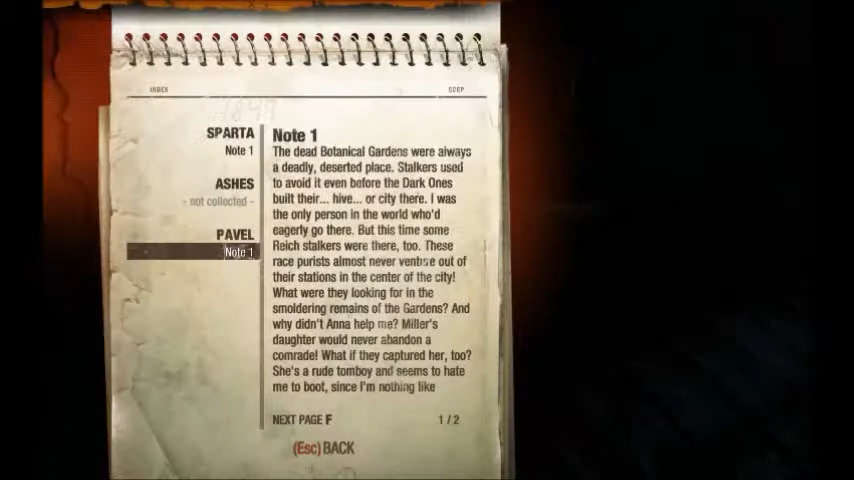 INDEX
СССР
SPARTA
Note 1
ASHES
- not collected -
PAVEL
Note 1
Note 1
The dead Botanical Gardens were always
a deadly, deserted place. Stalkers used
to avoid it even before the Dark Ones
built their... hive... or city there. I was
the only person in the world who'd
eagerly go there. But this time some
Reich stalkers were there, too. These
race purists almost never venture out of
their stations in the center of the city!
What were they looking for in the
smoldering remains of the Gardens? And
why didn't Anna help me? Miller's
daughter would never abandon a
comrade! What if they captured her, too?
She's a rude tomboy and seems to hate
me to boot, since I'm nothing like
NEXT PAGE F
1 / 2
(Esc) BACK